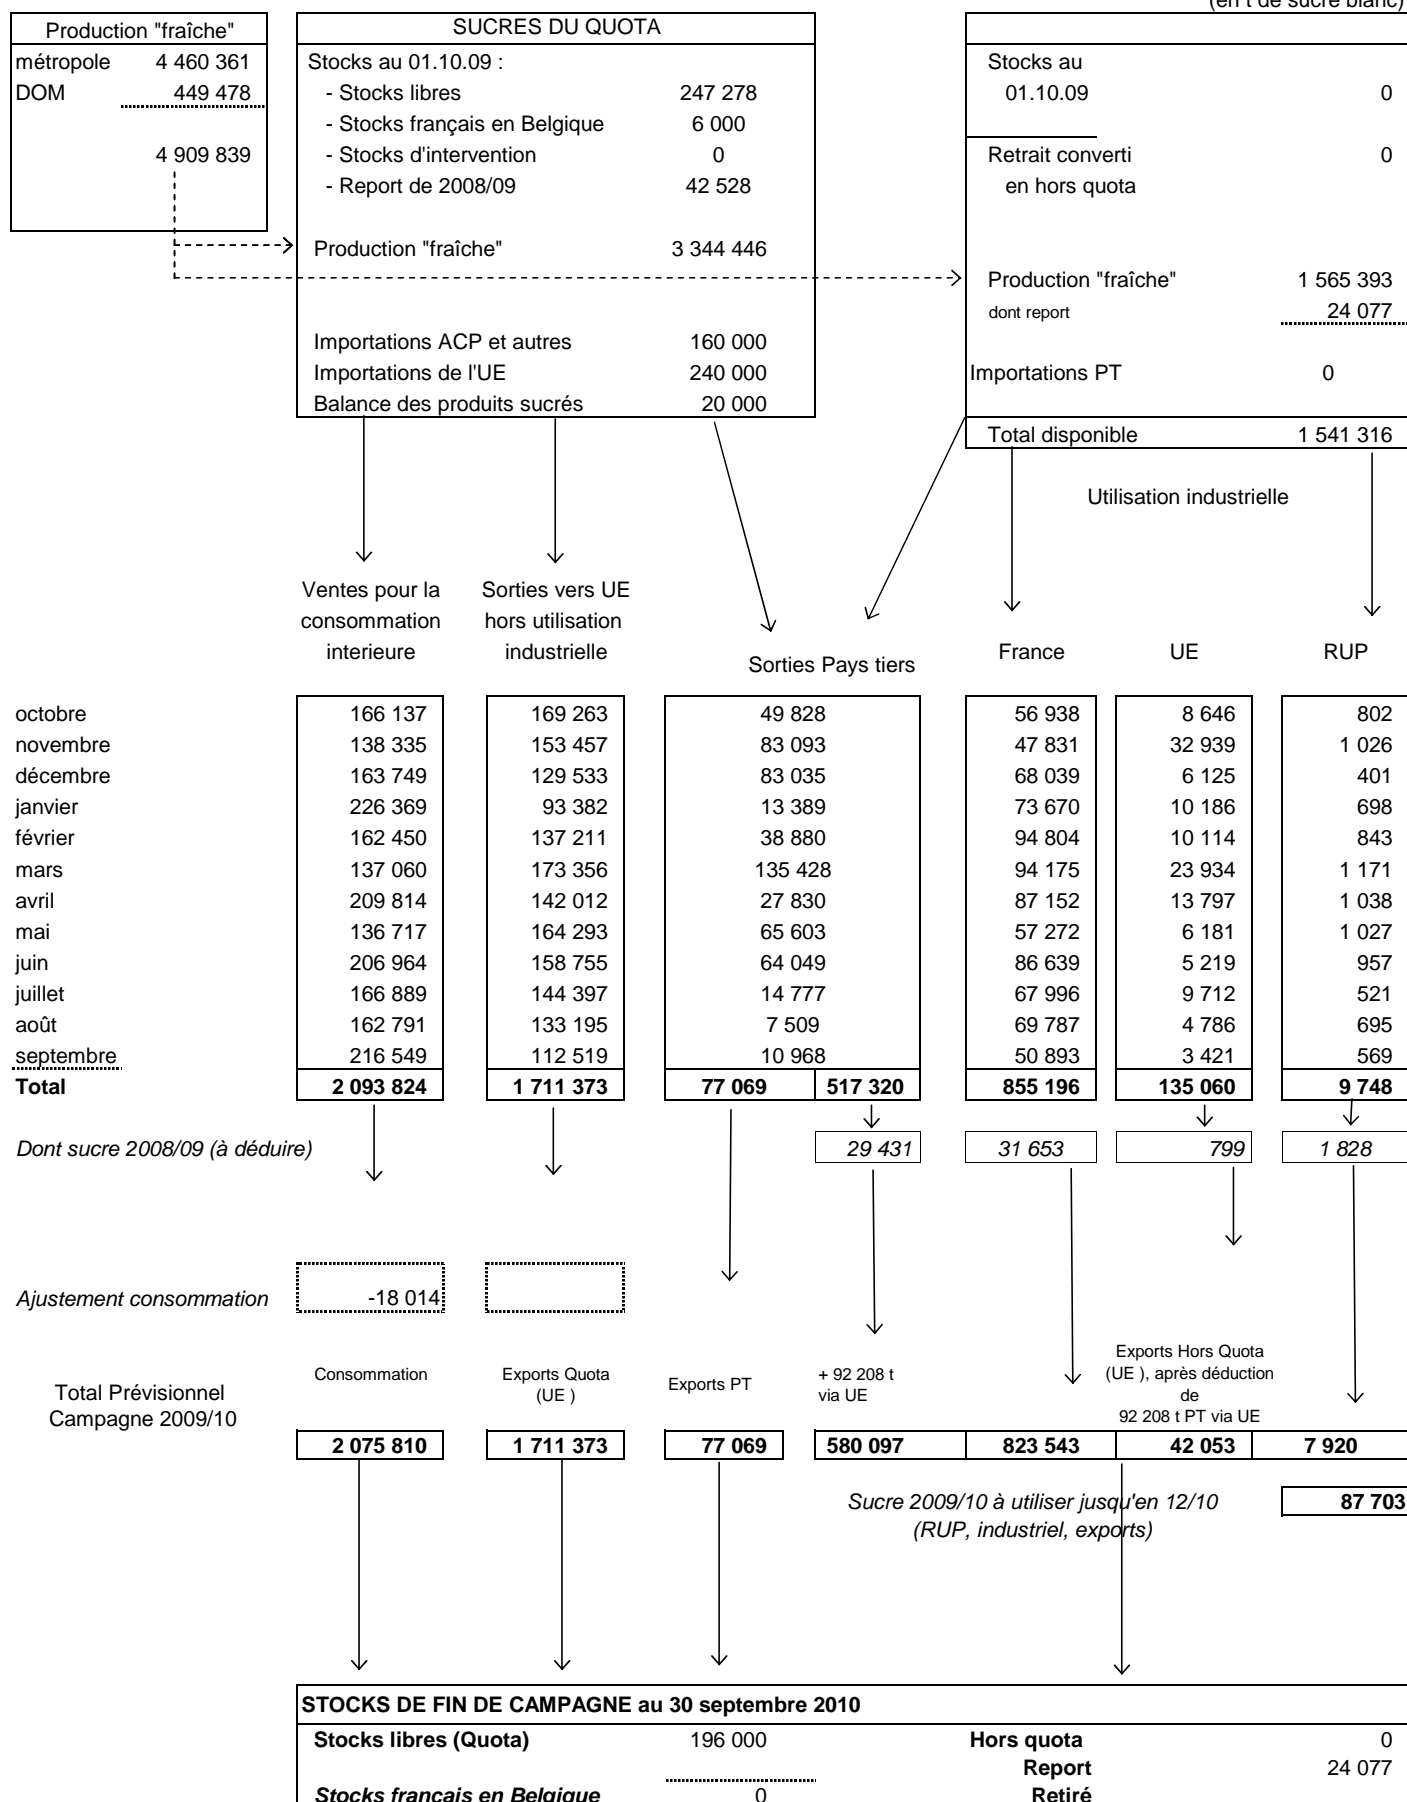 (en t de sucre blanc)
Production "fraîche"
métropole 4 460 361
DOM 449 478
4 909 839
SUCRES DU QUOTA
Stocks au 01.10.09 :
- Stocks libres 247 278
- Stocks français en Belgique 6 000
- Stocks d'intervention 0
- Report de 2008/09 42 528
Production "fraîche" 3 344 446
Importations ACP et autres 160 000
Importations de l'UE 240 000
Balance des produits sucrés 20 000
Stocks au
01.10.09 0
Retrait converti 0
en hors quota
Production "fraîche" 1 565 393
dont report 24 077
Importations PT 0
Total disponible 1 541 316
Utilisation industrielle
Ventes pour la
consommation
interieure
Sorties vers UE
hors utilisation
industrielle
Sorties Pays tiers
France UE RUP
octobre 166 137 169 263 49 828 56 938 8 646 802
novembre 138 335 153 457 83 093 47 831 32 939 1 026
décembre 163 749 129 533 83 035 68 039 6 125 401
janvier 226 369 93 382 13 389 73 670 10 186 698
février 162 450 137 211 38 880 94 804 10 114 843
mars 137 060 173 356 135 428 94 175 23 934 1 171
avril 209 814 142 012 27 830 87 152 13 797 1 038
mai 136 717 164 293 65 603 57 272 6 181 1 027
juin 206 964 158 755 64 049 86 639 5 219 957
juillet 166 889 144 397 14 777 67 996 9 712 521
août 162 791 133 195 7 509 69 787 4 786 695
septembre 216 549 112 519 10 968 50 893 3 421 569
Total 2 093 824 1 711 373 77 069 517 320 855 196 135 060 9 748
Dont sucre 2008/09 (à déduire) 29 431 31 653 799 1 828
Ajustement consommation -18 014
Total Prévisionnel
Campagne 2009/10
Consommation
Exports Quota
(UE )
Exports PT
+ 92 208 t
via UE
Exports Hors Quota
(UE ), après déduction
de
92 208 t PT via UE
2 075 810 1 711 373 77 069 580 097 823 543 42 053 7 920
Sucre 2009/10 à utiliser jusqu'en 12/10 87 703
(RUP, industriel, exports)
STOCKS DE FIN DE CAMPAGNE au 30 septembre 2010
Stocks libres (Quota) 196 000 Hors quota 0
Report 24 077
Stocks français en Belgique 0 Retiré